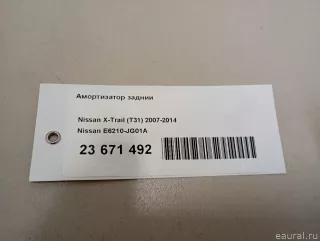 Амортизатор задний
Nissan X-Trail (T31) 2007-2014
Nissan E6210-JG01A
23 671 492
eaural.ru